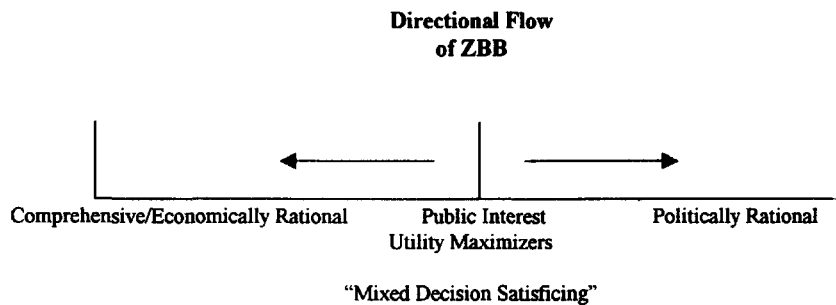 Directional Flow
of ZBB
Comprehensive/Economically Rational
Public Interest
Utility Maximizers
Politically Rational
“Mixed Decision Satisficing”